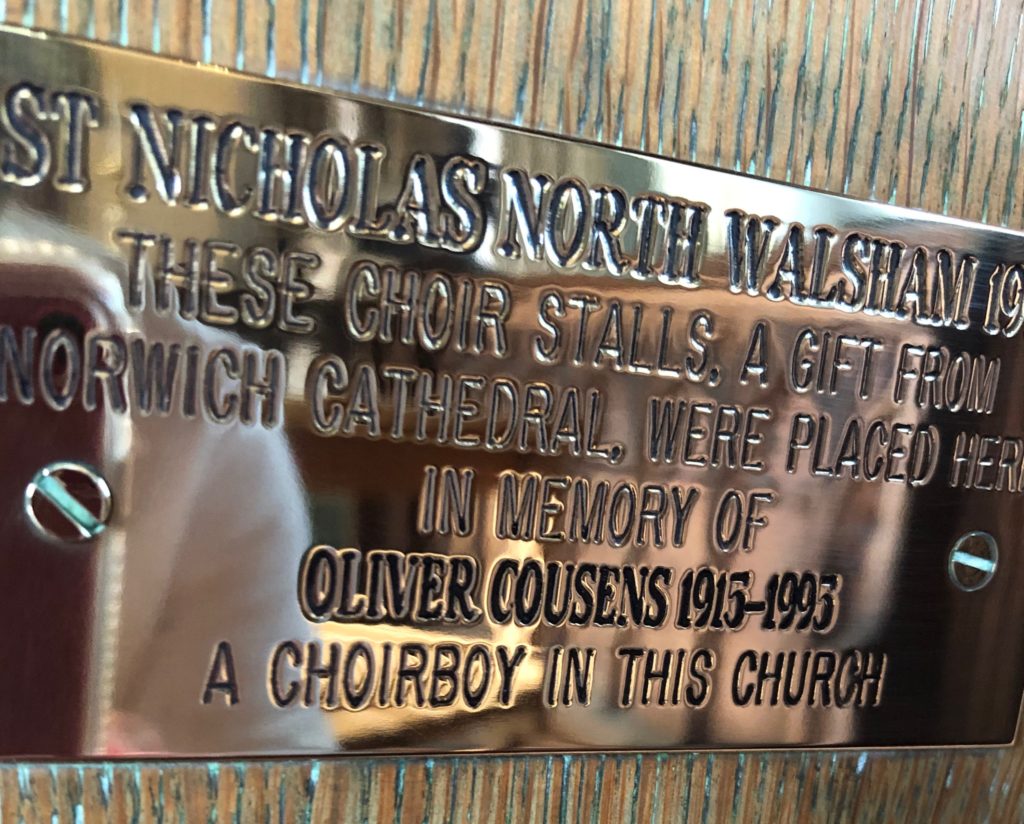 ST NICHOLAS NORTH WALSHAM 19
THESE CHOIR STALLS, A GIFT FROM
NORWICH CATHEDRAL, WERE PLACED HER
IN MEMORY OF
OLIVER COUSENS 1915–1995
A CHOIRBOY IN THIS CHURCH